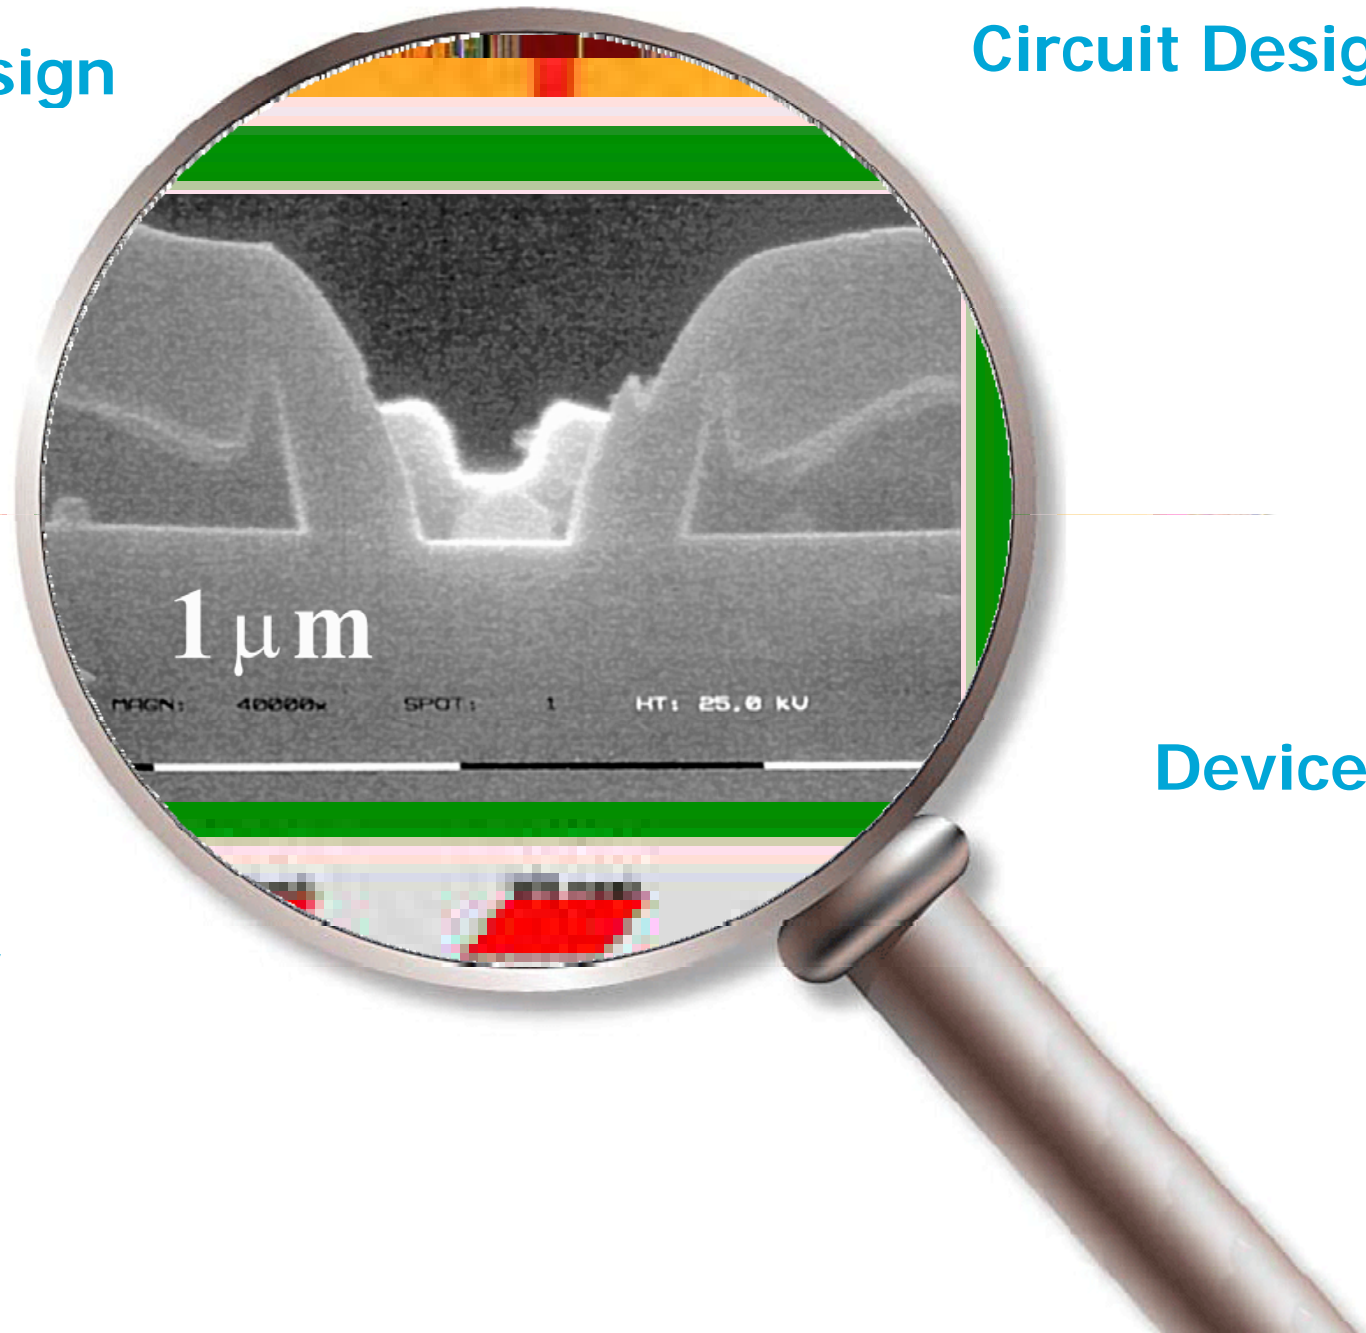 sign
Circuit Desig
1 μm
MAGN: 40000x SPOT: 1 HT: 25.0 kV
Device